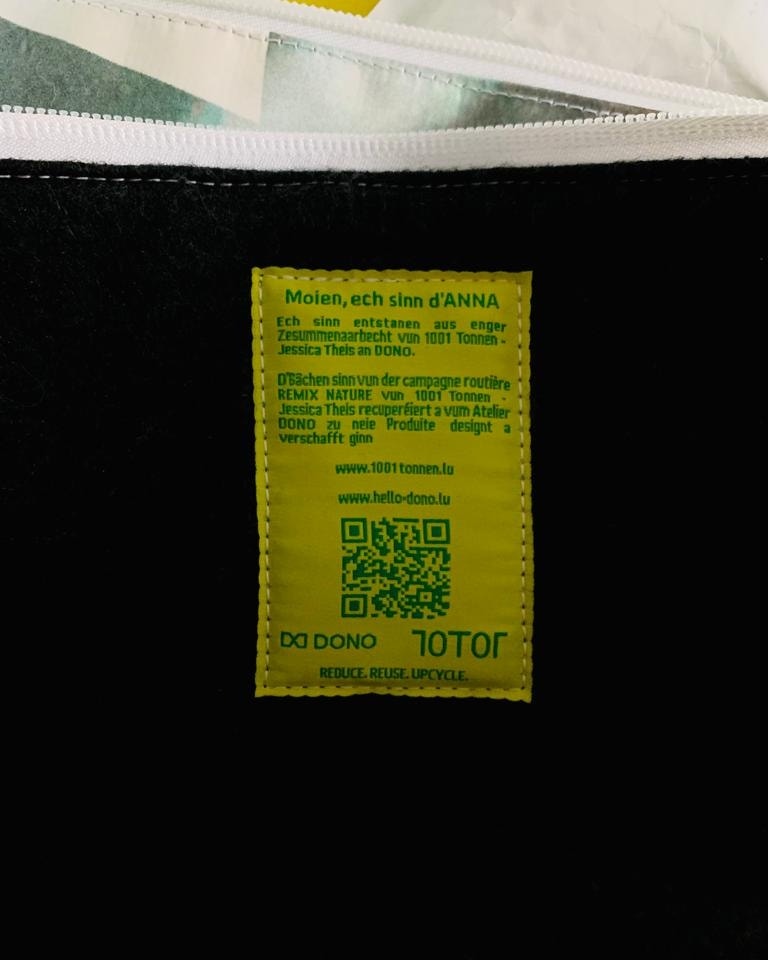 Moien, ech sinn d'ANNA
Ech sinn entstanen aus enger
Zesummenaarbecht vun 1001 Tonnen -
Jessica Theis an DONO.
D'Bâchen sinn vun der campagne routière
REMIX NATURE vun 1001 Tonnen -
Jessica Theis recuperéiert a vum Atelier
DONO zu neie Produite designt a
verschafft ginn
www.1001tonnen.lu
www.hello-dono.lu
DONO
REDUCE. REUSE. UPCYCLE.